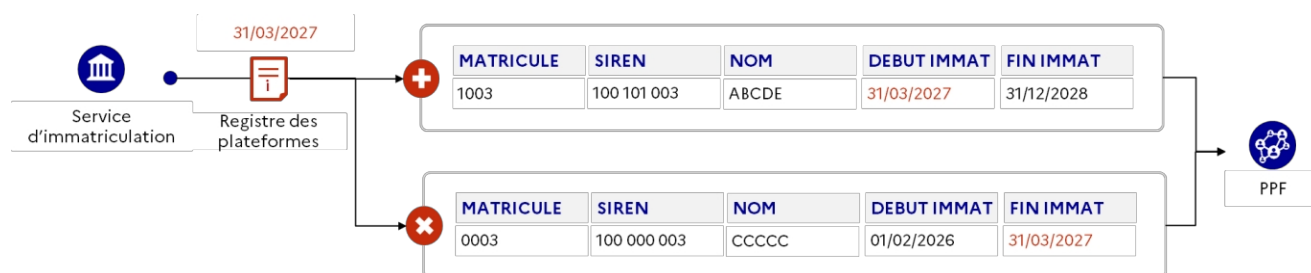 31/03/2027
Service
d'immatriculation
i
Registre des
plateformes
MATRICULE SIREN NOM DEBUT IMMAT FIN IMMAT
1003 100 101 003 ABCDE 31/03/2027 31/12/2028
MATRICULE SIREN NOM DEBUT IMMAT FIN IMMAT
0003 100 000 003 CCCCC 01/02/2026 31/03/2027
PPF